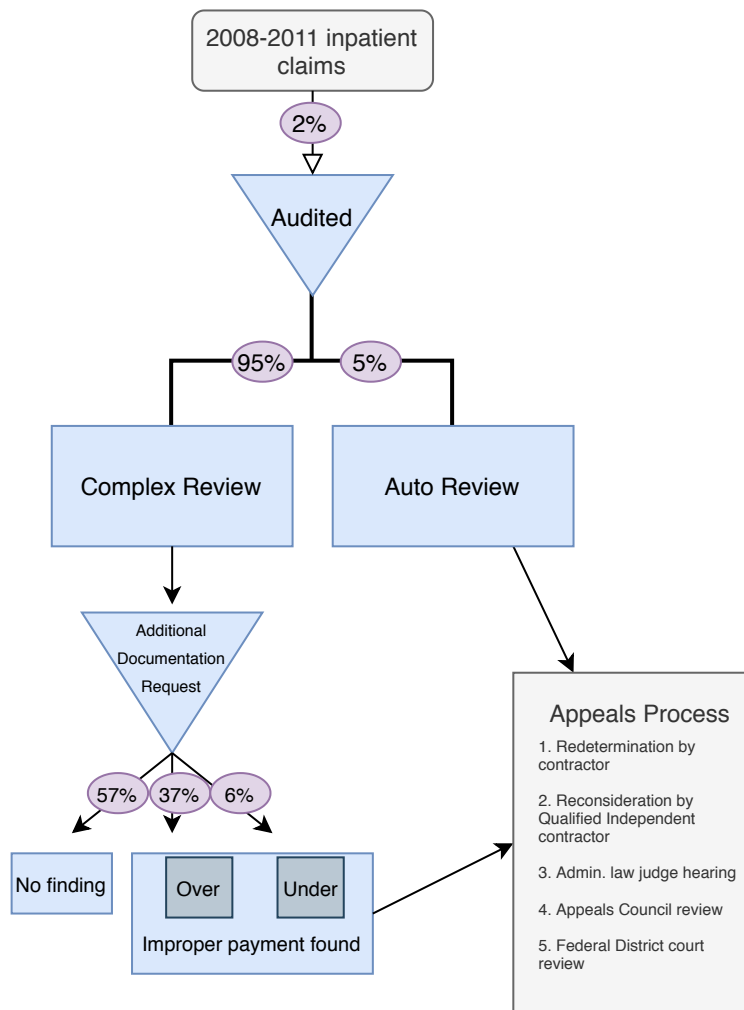 2008-2011 inpatient
claims
2%
Audited
95%
5%
Complex Review
Auto Review
Additional
Documentation
Request
57%
37%
6%
No finding
Over
Under
Improper payment found
Appeals Process
1. Redetermination by
contractor
2. Reconsideration by
Qualified Independent
contractor
3. Admin. law judge hearing
4. Appeals Council review
5. Federal District court
review